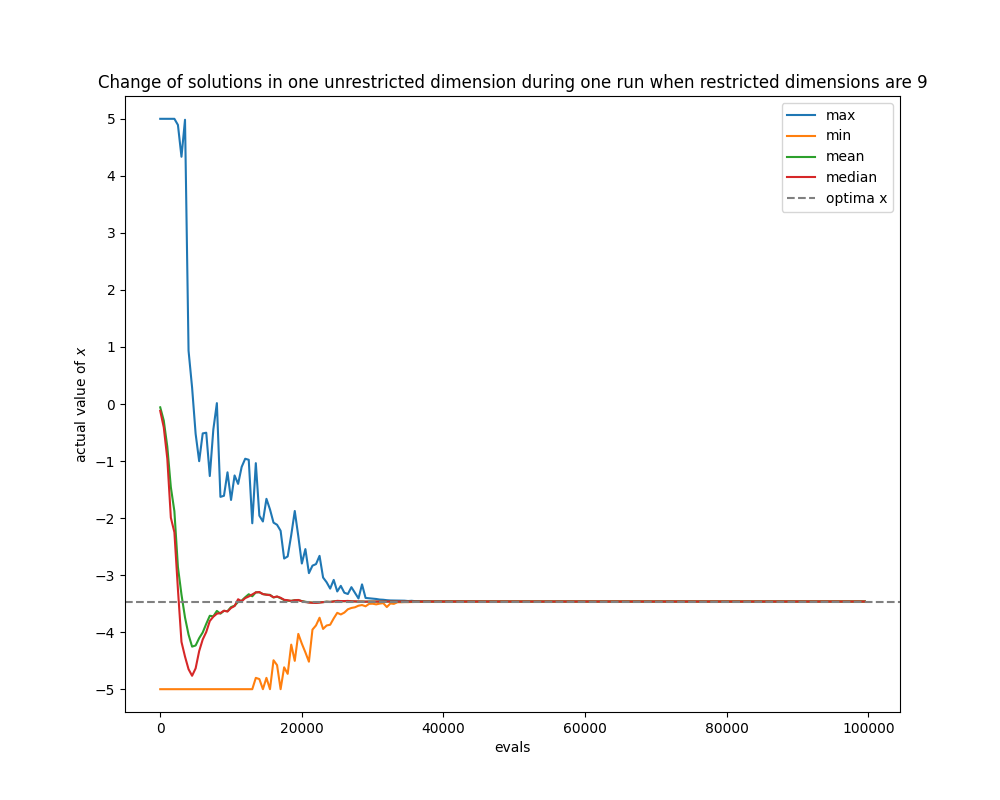 Change of solutions in one unrestricted dimension during one run when restricted dimensions are 9
max
min
mean
median
optima x
5
4
3
2
1
0
−1
−2
−3
−4
−5
actual value of x
0 20000 40000 60000 80000 100000
evals